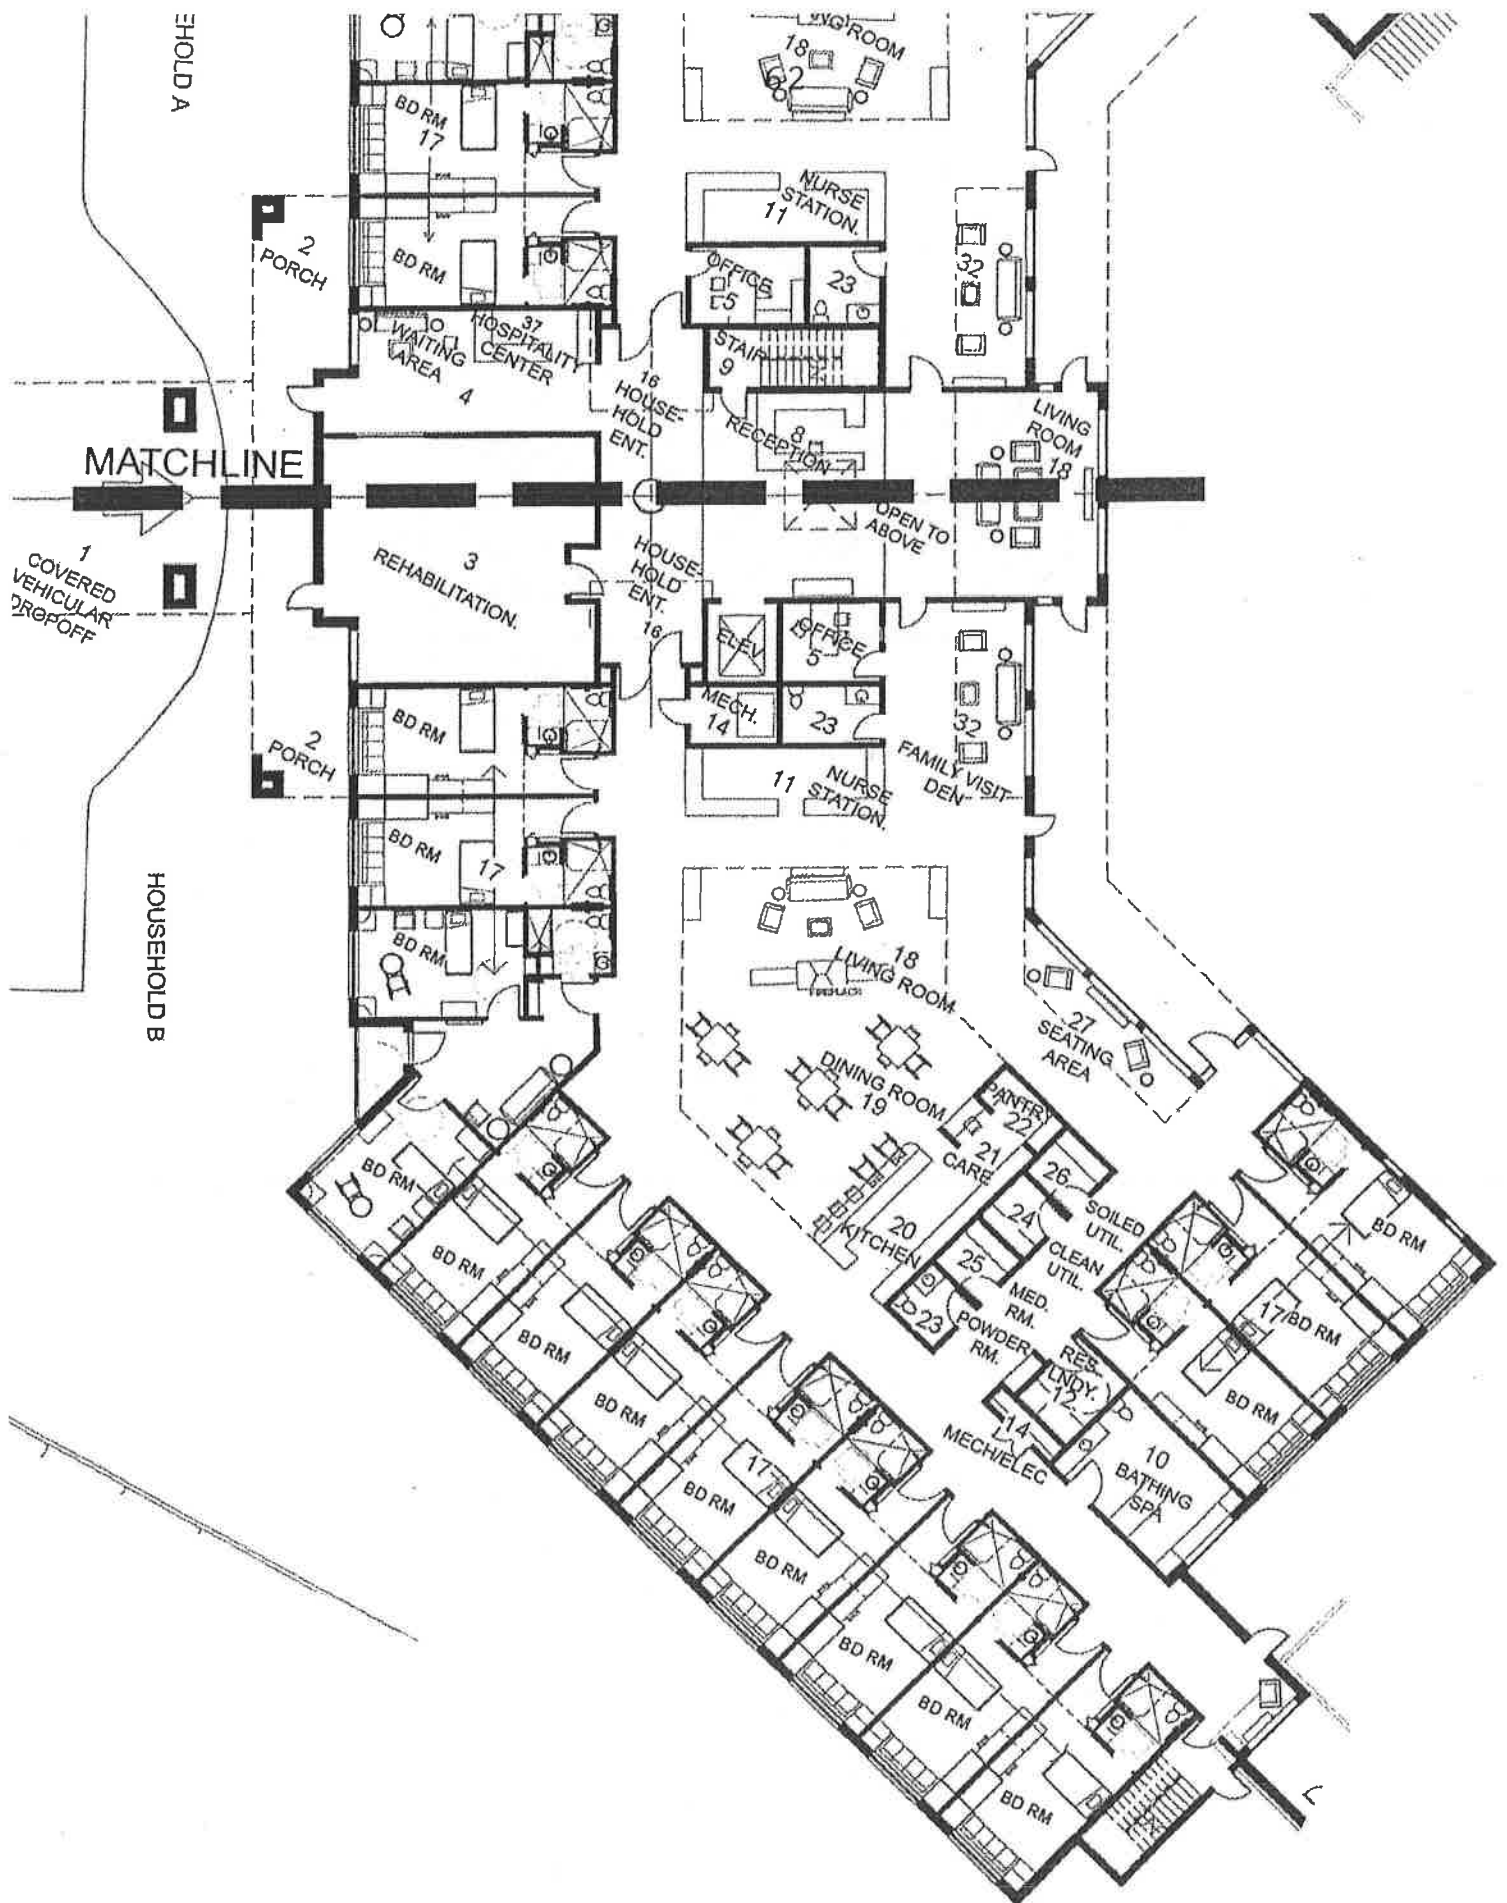 EHOLD A
NG ROOM
18
32
BD RM
17
NURSE
STATION.
11
2
PORCH
BD RM
OFFICE
5
23
32
37
HOSPITALITY
CENTER
WAITING
AREA
4
STAIR
9
16
HOUSE-
HOLD
ENT.
8
RECEPTION
LIVING
ROOM
18
MATCHLINE
OPEN TO
ABOVE
1
COVERED
VEHICULAR
DROPOFF
3
REHABILITATION.
HOUSE-
HOLD
ENT.
16
ELEV
OFFICE
5
MECH.
14
23
32
FAMILY VISIT
DEN
BD RM
2
PORCH
11
NURSE
STATION.
BD RM
17
HOUSEHOLD B
BD RM
18
LIVING ROOM
FIREPLACE
27
SEATING
AREA
DINING ROOM
19
PANTRY
22
21
CARE
26
SOILED
UTIL.
20
KITCHEN
24
CLEAN
UTIL.
25
MED.
RM.
23
POWDER
RM.
RES.
LNDY.
12
14
MECH/ELEC
10
BATHING
SPA
BD RM
17
BD RM
BD RM
BD RM
BD RM
BD RM
BD RM
17
BD RM
BD RM
BD RM
BD RM
BD RM